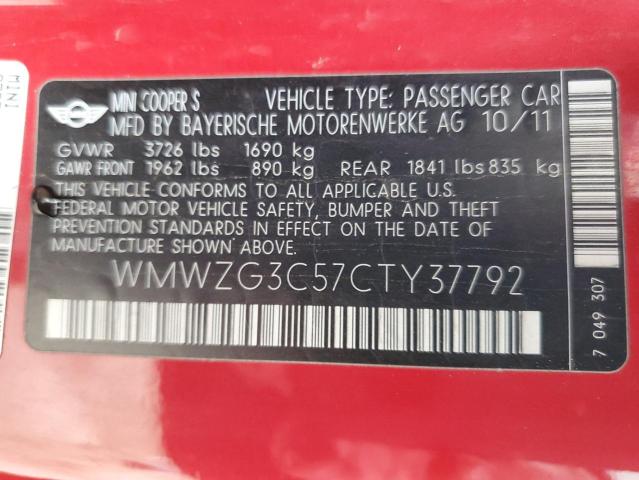 MINI COOPER S VEHICLE TYPE: PASSENGER CAR
MFD BY BAYERISCHE MOTORENWERKE AG 10/11
GVWR 3726 lbs 1690 kg
GAWR FRONT 1962 lbs 890 kg REAR 1841 lbs 835 kg
THIS VEHICLE CONFORMS TO ALL APPLICABLE U.S.
FEDERAL MOTOR VEHICLE SAFETY, BUMPER AND THEFT
PREVENTION STANDARDS IN EFFECT ON THE DATE OF
MANUFACTURE SHOWN ABOVE.
WMWZG3C57CTY37792
7 049 307
MINI